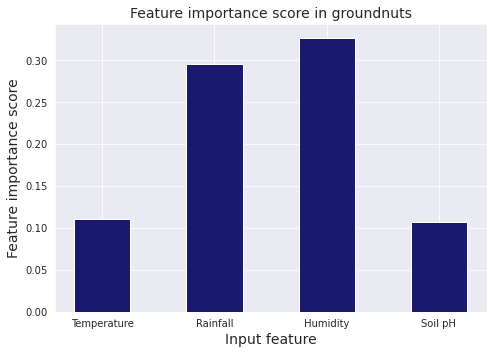 Feature importance score in groundnuts
Feature importance score
0.30
0.25
0.20
0.15
0.10
0.05
0.00
Temperature Rainfall Humidity Soil pH
Input feature